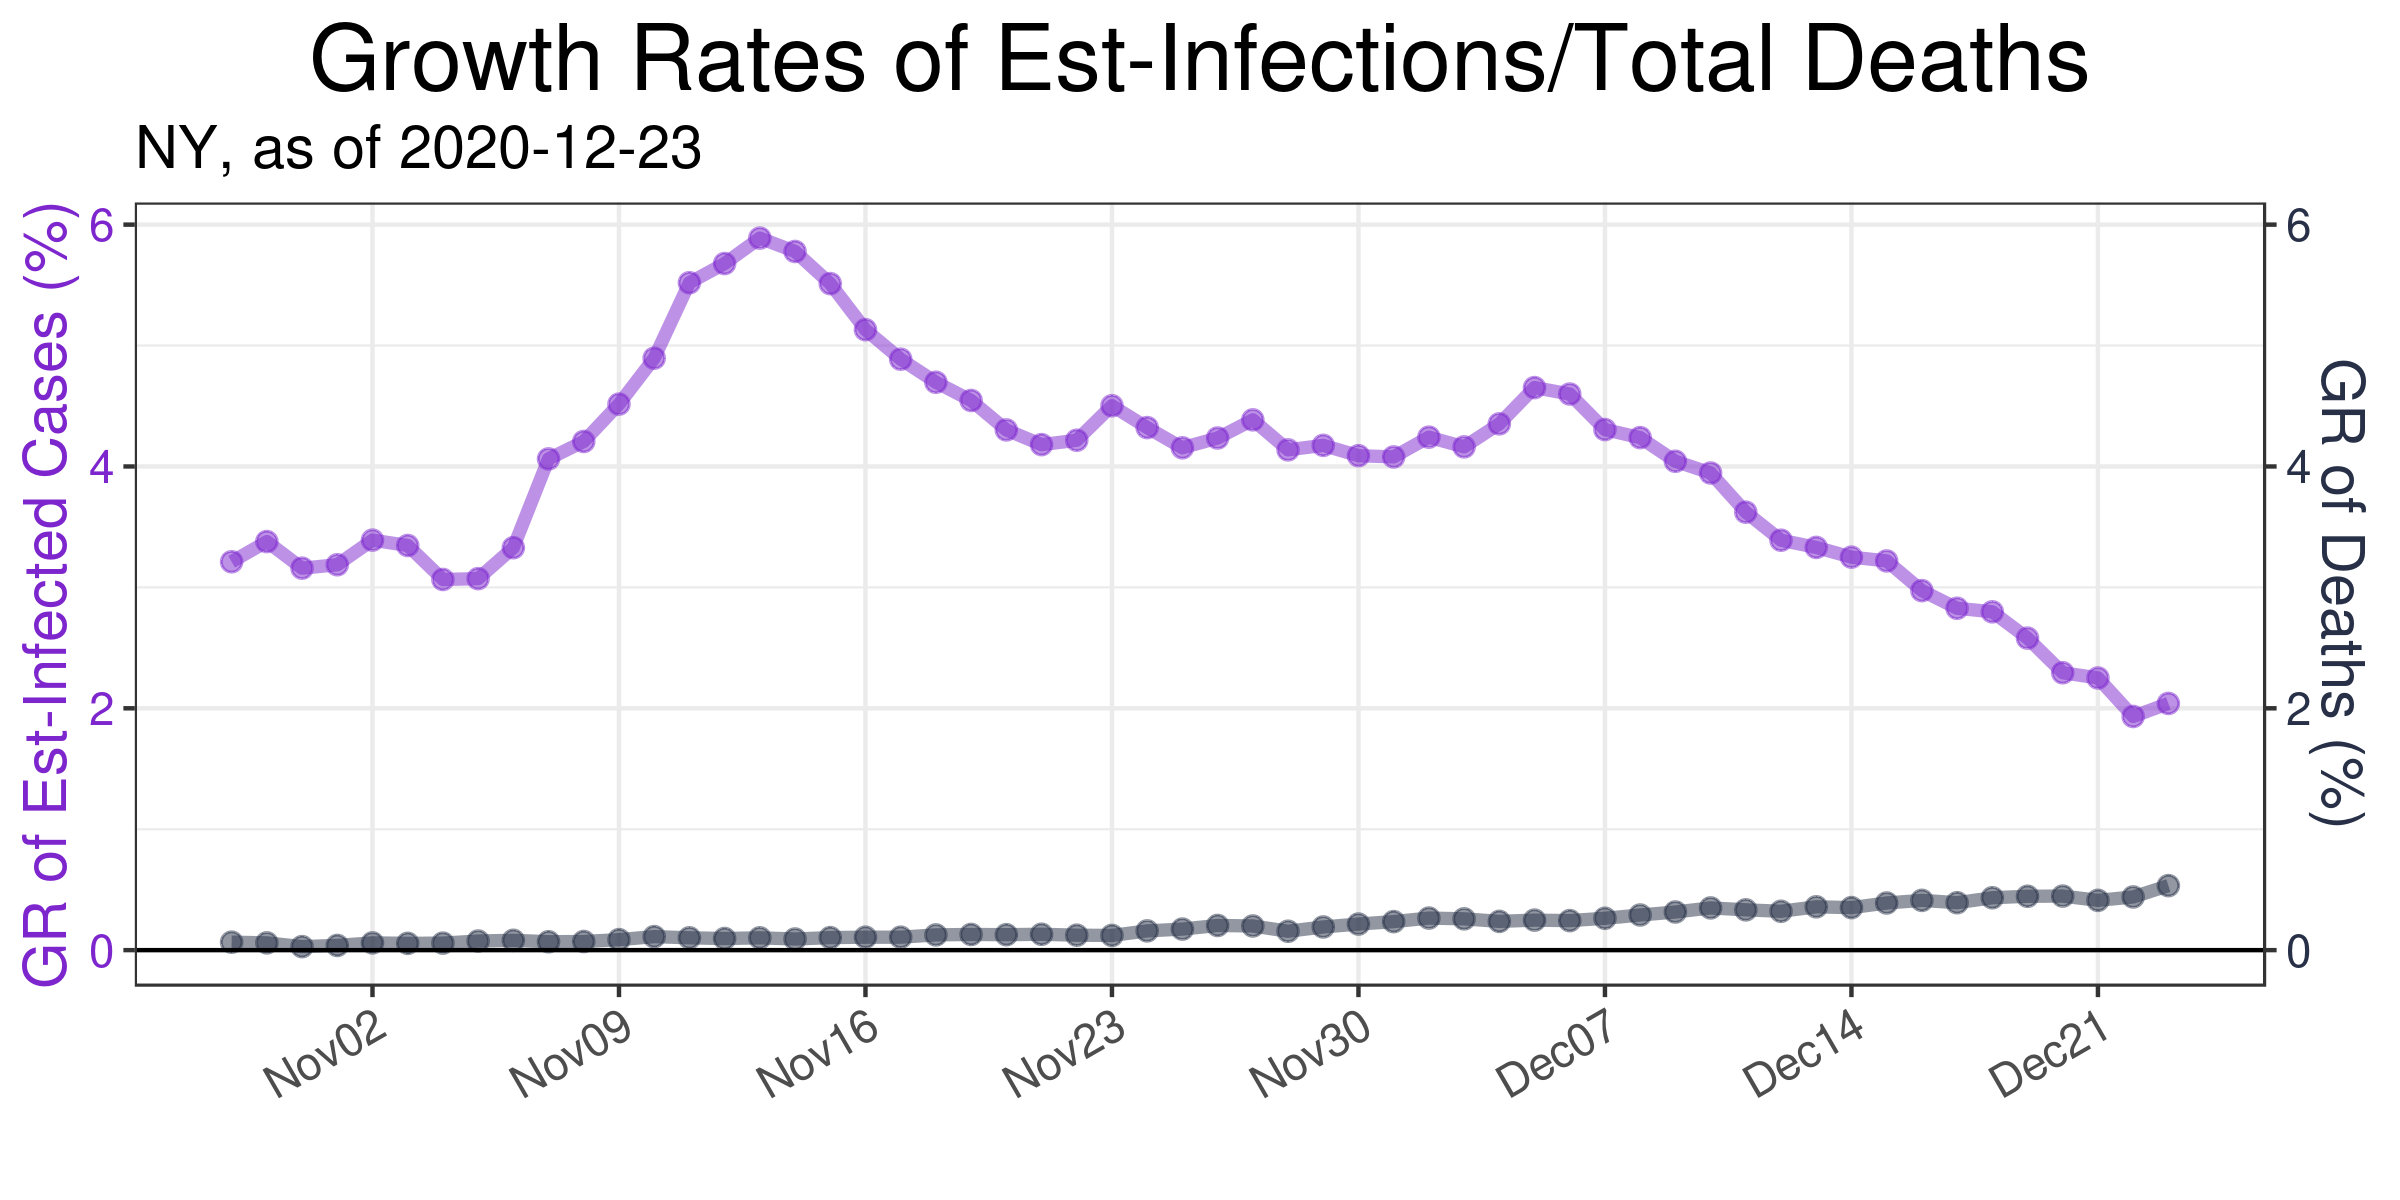 Growth Rates of Est-Infections/Total Deaths
NY, as of 2020-12-23
GR of Est-Infected Cases (%)
6
4
2
0
6
4
2
0
GR of Deaths (%)
Nov02
Nov09
Nov16
Nov23
Nov30
Dec07
Dec14
Dec21